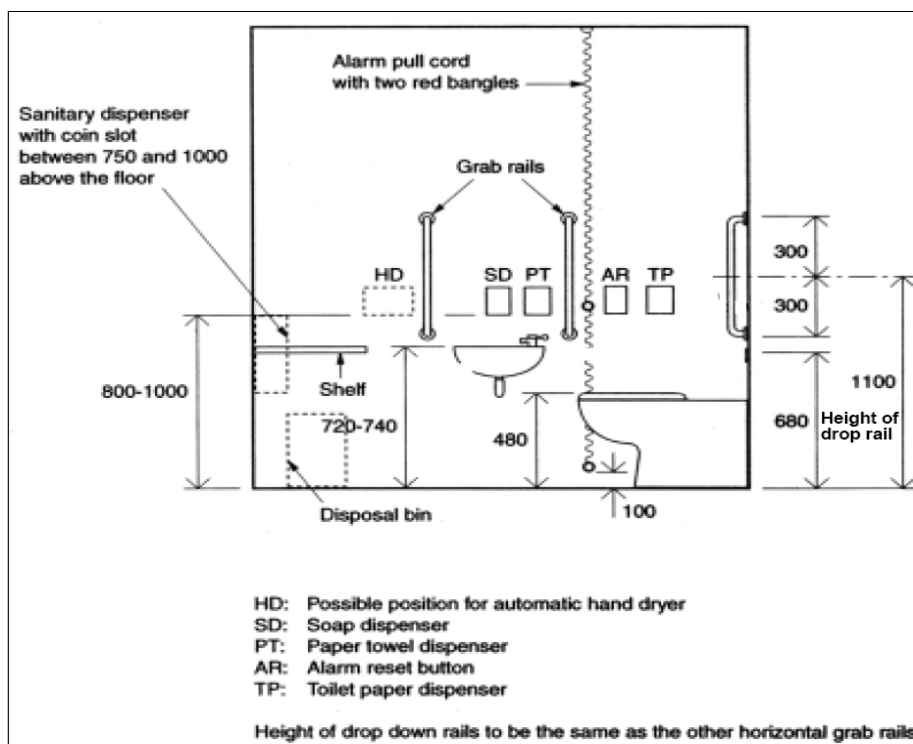 Alarm pull cord
with two red bangles
Sanitary dispenser
with coin slot
between 750 and 1000
above the floor
Grab rails
HD
SD
PT
AR
TP
300
300
800-1000
Shelf
720-740
480
680
1100
Height of
drop rail
Disposal bin
100
HD: Possible position for automatic hand dryer
SD: Soap dispenser
PT: Paper towel dispenser
AR: Alarm reset button
TP: Toilet paper dispenser
Height of drop down rails to be the same as the other horizontal grab rails